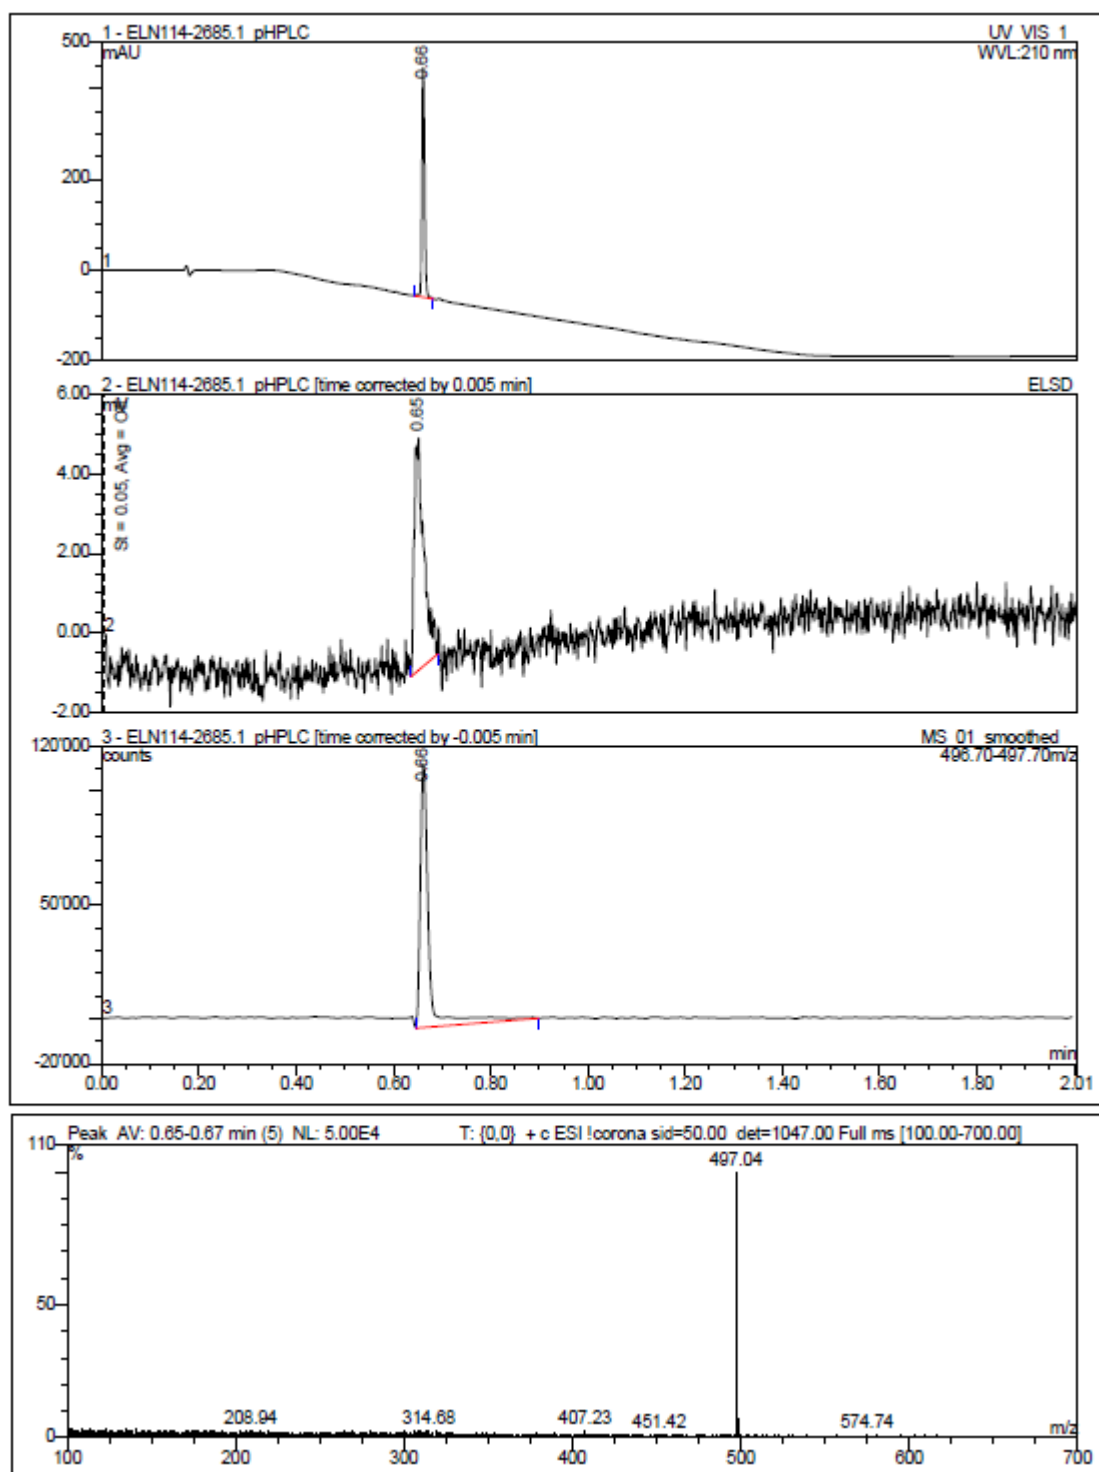 1 - ELN114-2685.1 pHPLC UV_VIS_1
mAU WVL:210 nm
500
200
0
-200
0.66
1
2 - ELN114-2685.1 pHPLC [time corrected by 0.005 min] ELSD
mV
6.00
4.00
2.00
0.00
-2.00
0.65
2
3 - ELN114-2685.1 pHPLC [time corrected by -0.005 min] MS_01_smoothed
counts 496.70-497.70m/z
120'000
50'000
-20'000
0.66
3
min
0.00 0.20 0.40 0.60 0.80 1.00 1.20 1.40 1.60 1.80 2.01
Peak AV: 0.65-0.67 min (5) NL: 5.00E4 T: {0,0} + c ESI !corona sid=50.00 det=1047.00 Full ms [100.00-700.00]
%
110
50
0
497.04
208.94 314.68 407.23 451.42 574.74
m/z
100 200 300 400 500 600 700